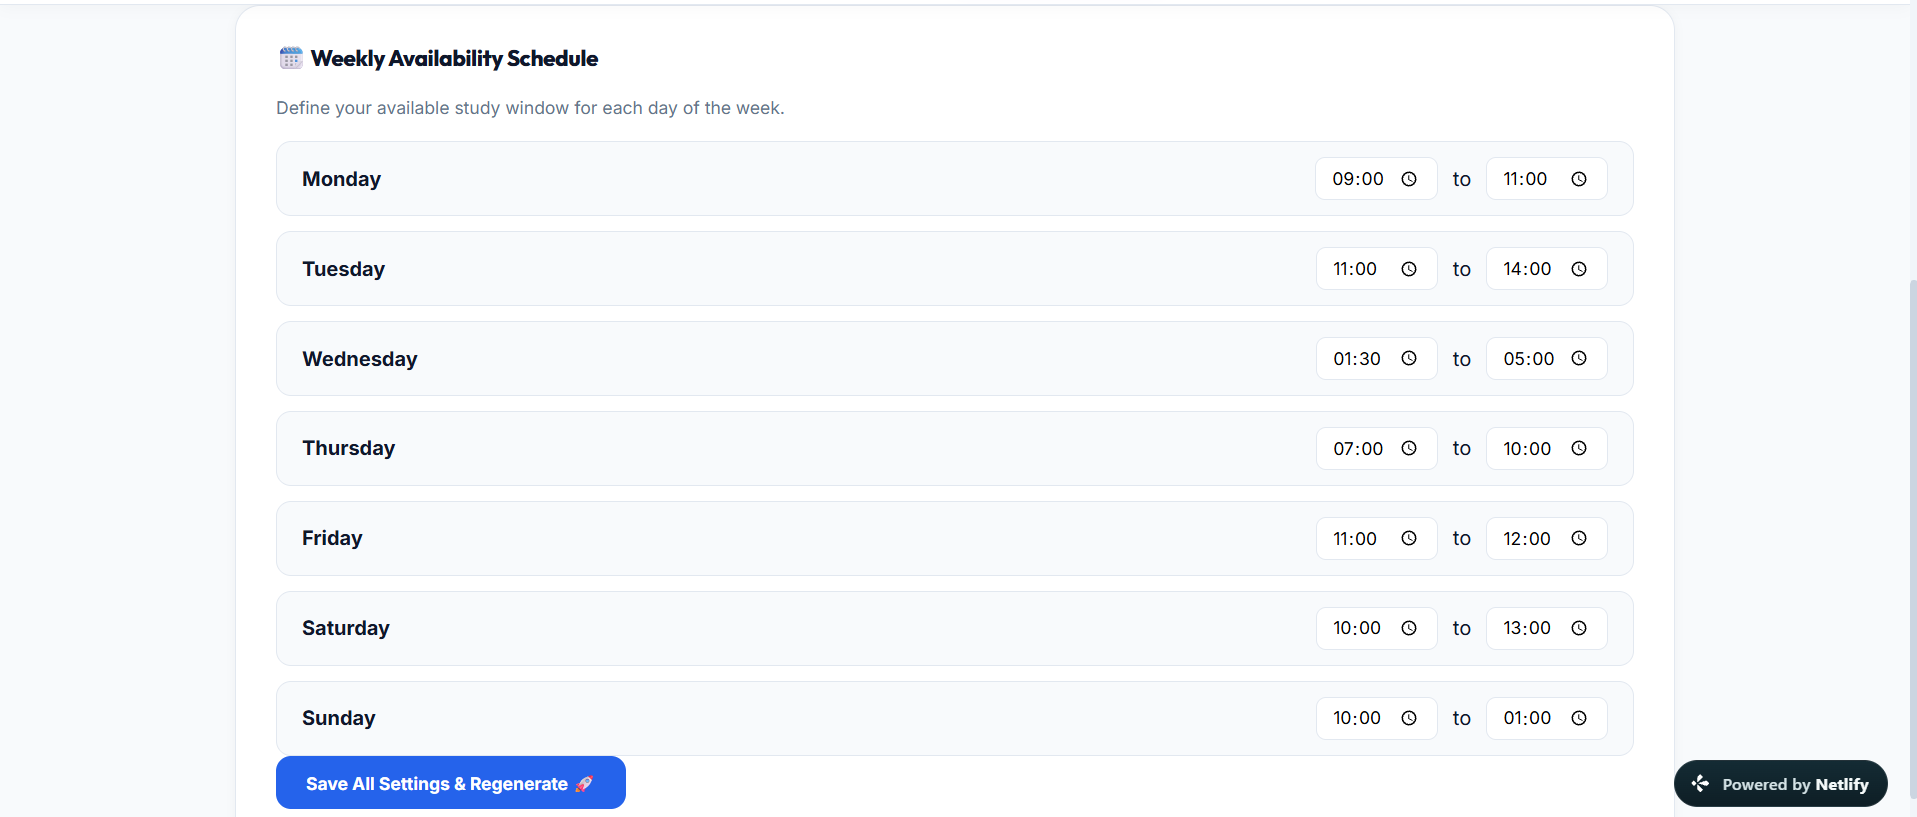 Weekly Availability Schedule
Define your available study window for each day of the week.
Monday 09:00 to 11:00
Tuesday 11:00 to 14:00
Wednesday 01:30 to 05:00
Thursday 07:00 to 10:00
Friday 11:00 to 12:00
Saturday 10:00 to 13:00
Sunday 10:00 to 01:00
Save All Settings & Regenerate 🚀
Powered by Netlify